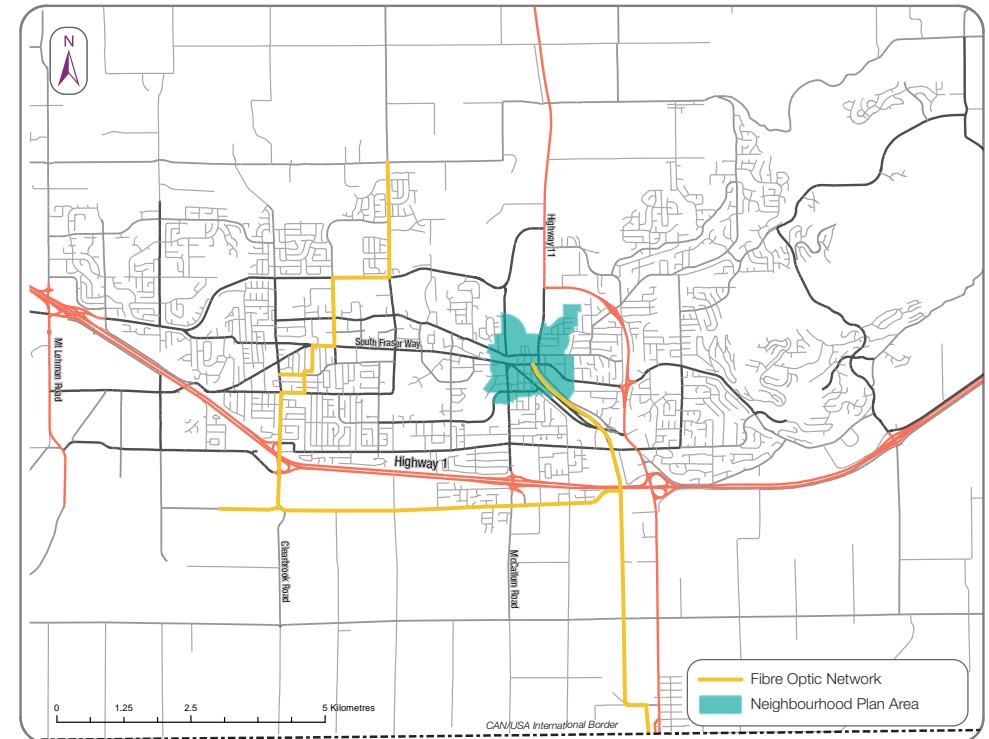 N
Highway 11
Mt Lehman Road
South Fraser Way
Highway 1
Clearbrook Road
McCallum Road
Fibre Optic Network
Neighbourhood Plan Area
0 1.25 2.5 5 Kilometres
CAN/USA International Border